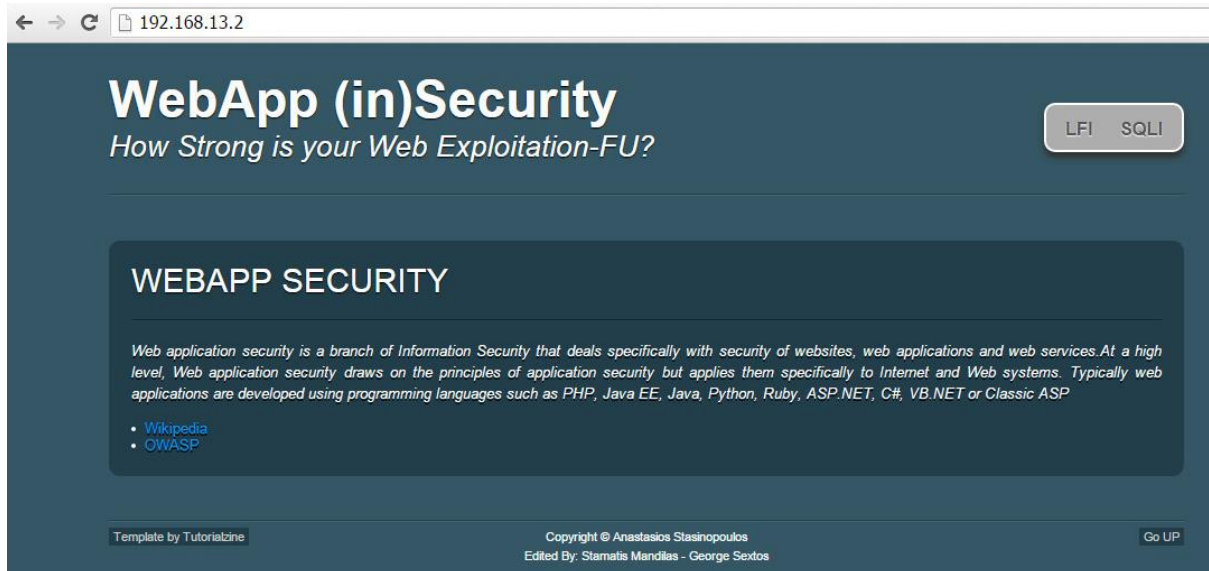 192.168.13.2
WebApp (in)Security
How Strong is your Web Exploitation-FU?
LFI SQLI
WEBAPP SECURITY
Web application security is a branch of Information Security that deals specifically with security of websites, web applications and web services.At a high
level, Web application security draws on the principles of application security but applies them specifically to Internet and Web systems. Typically web
applications are developed using programming languages such as PHP, Java EE, Java, Python, Ruby, ASP.NET, C#, VB.NET or Classic ASP
• Wikipedia
• OWASP
Template by Tutorialzine
Copyright © Anastasios Stasinopoulos
Edited By: Stamatis Mandilas - George Sextos
Go UP